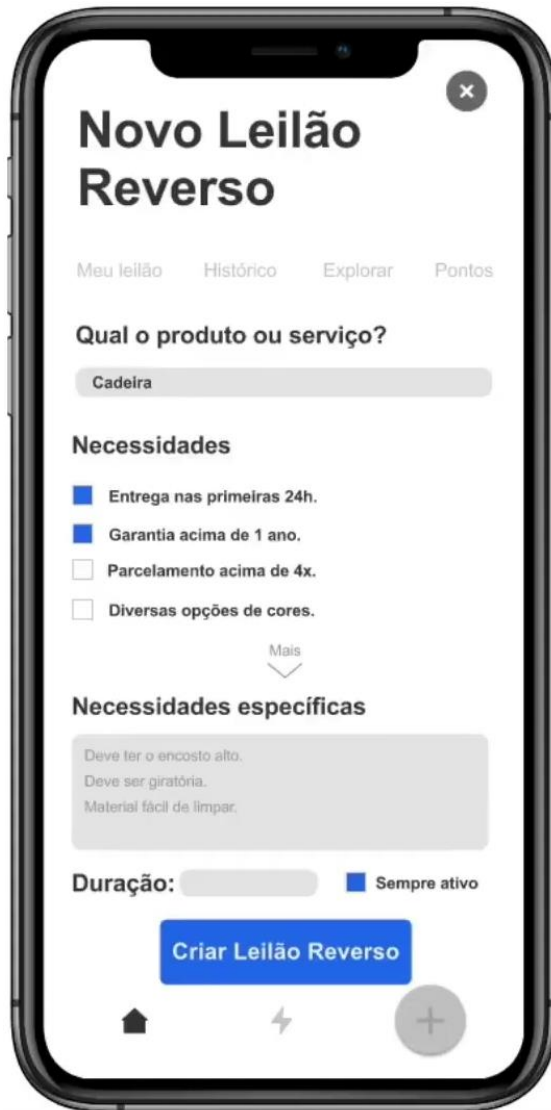 Novo Leilão
Reverso
Meu leilão Histórico Explorar Pontos
Qual o produto ou serviço?
Cadeira
Necessidades
Entrega nas primeiras 24h.
Garantia acima de 1 ano.
Parcelamento acima de 4x.
Diversas opções de cores.
Mais
Necessidades específicas
Deve ter o encosto alto.
Deve ser giratória.
Material fácil de limpar.
Duração: Sempre ativo
Criar Leilão Reverso